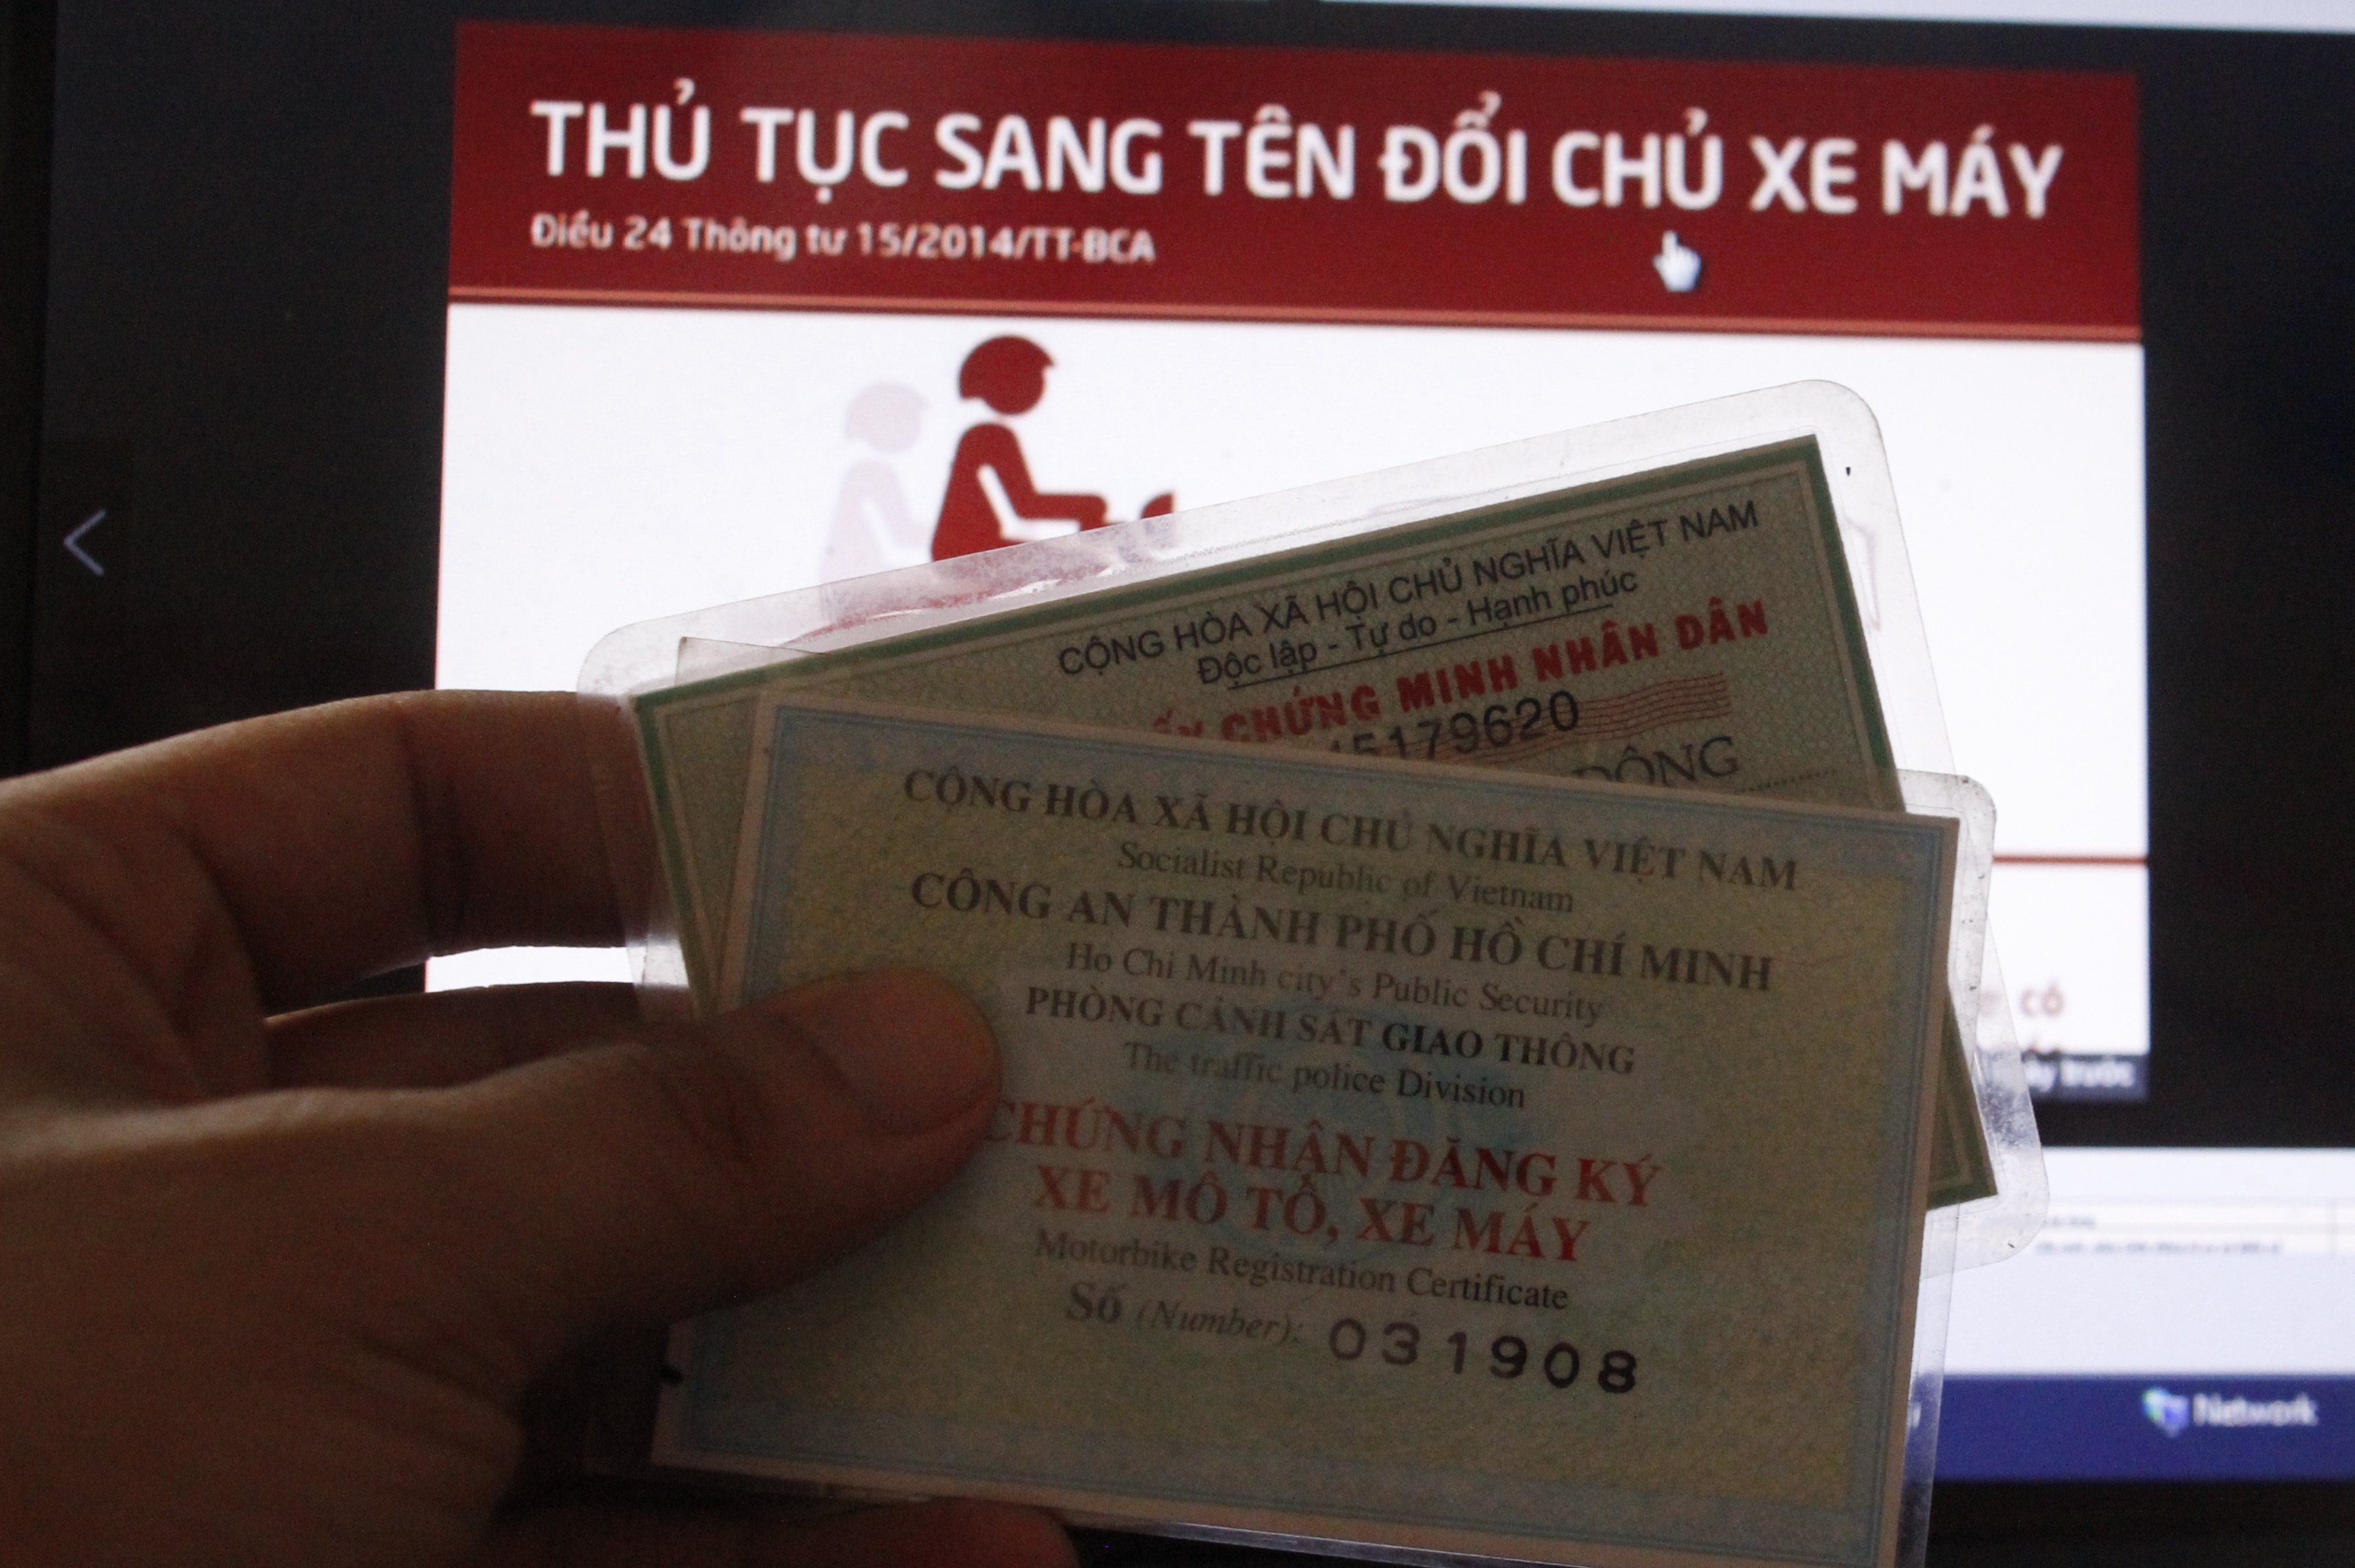 THỦ TỤC SANG TÊN ĐỔI CHỦ XE MÁY
Điều 24 Thông tư 15/2014/TT-BCA
CỘNG HÒA XÃ HỘI CHỦ NGHĨA VIỆT NAM
Độc lập - Tự do - Hạnh phúc
CHỨNG MINH NHÂN DÂN
5179620
ĐÔNG
CỘNG HÒA XÃ HỘI CHỦ NGHĨA VIỆT NAM
Socialist Republic of Vietnam
CÔNG AN THÀNH PHỐ HỒ CHÍ MINH
Ho Chi Minh city's Public Security
PHÒNG CẢNH SÁT GIAO THÔNG
The traffic police Division
CHỨNG NHẬN ĐĂNG KÝ
XE MÔ TÔ, XE MÁY
Motorbike Registration Certificate
Số (Number): 031908
có
trước
Network